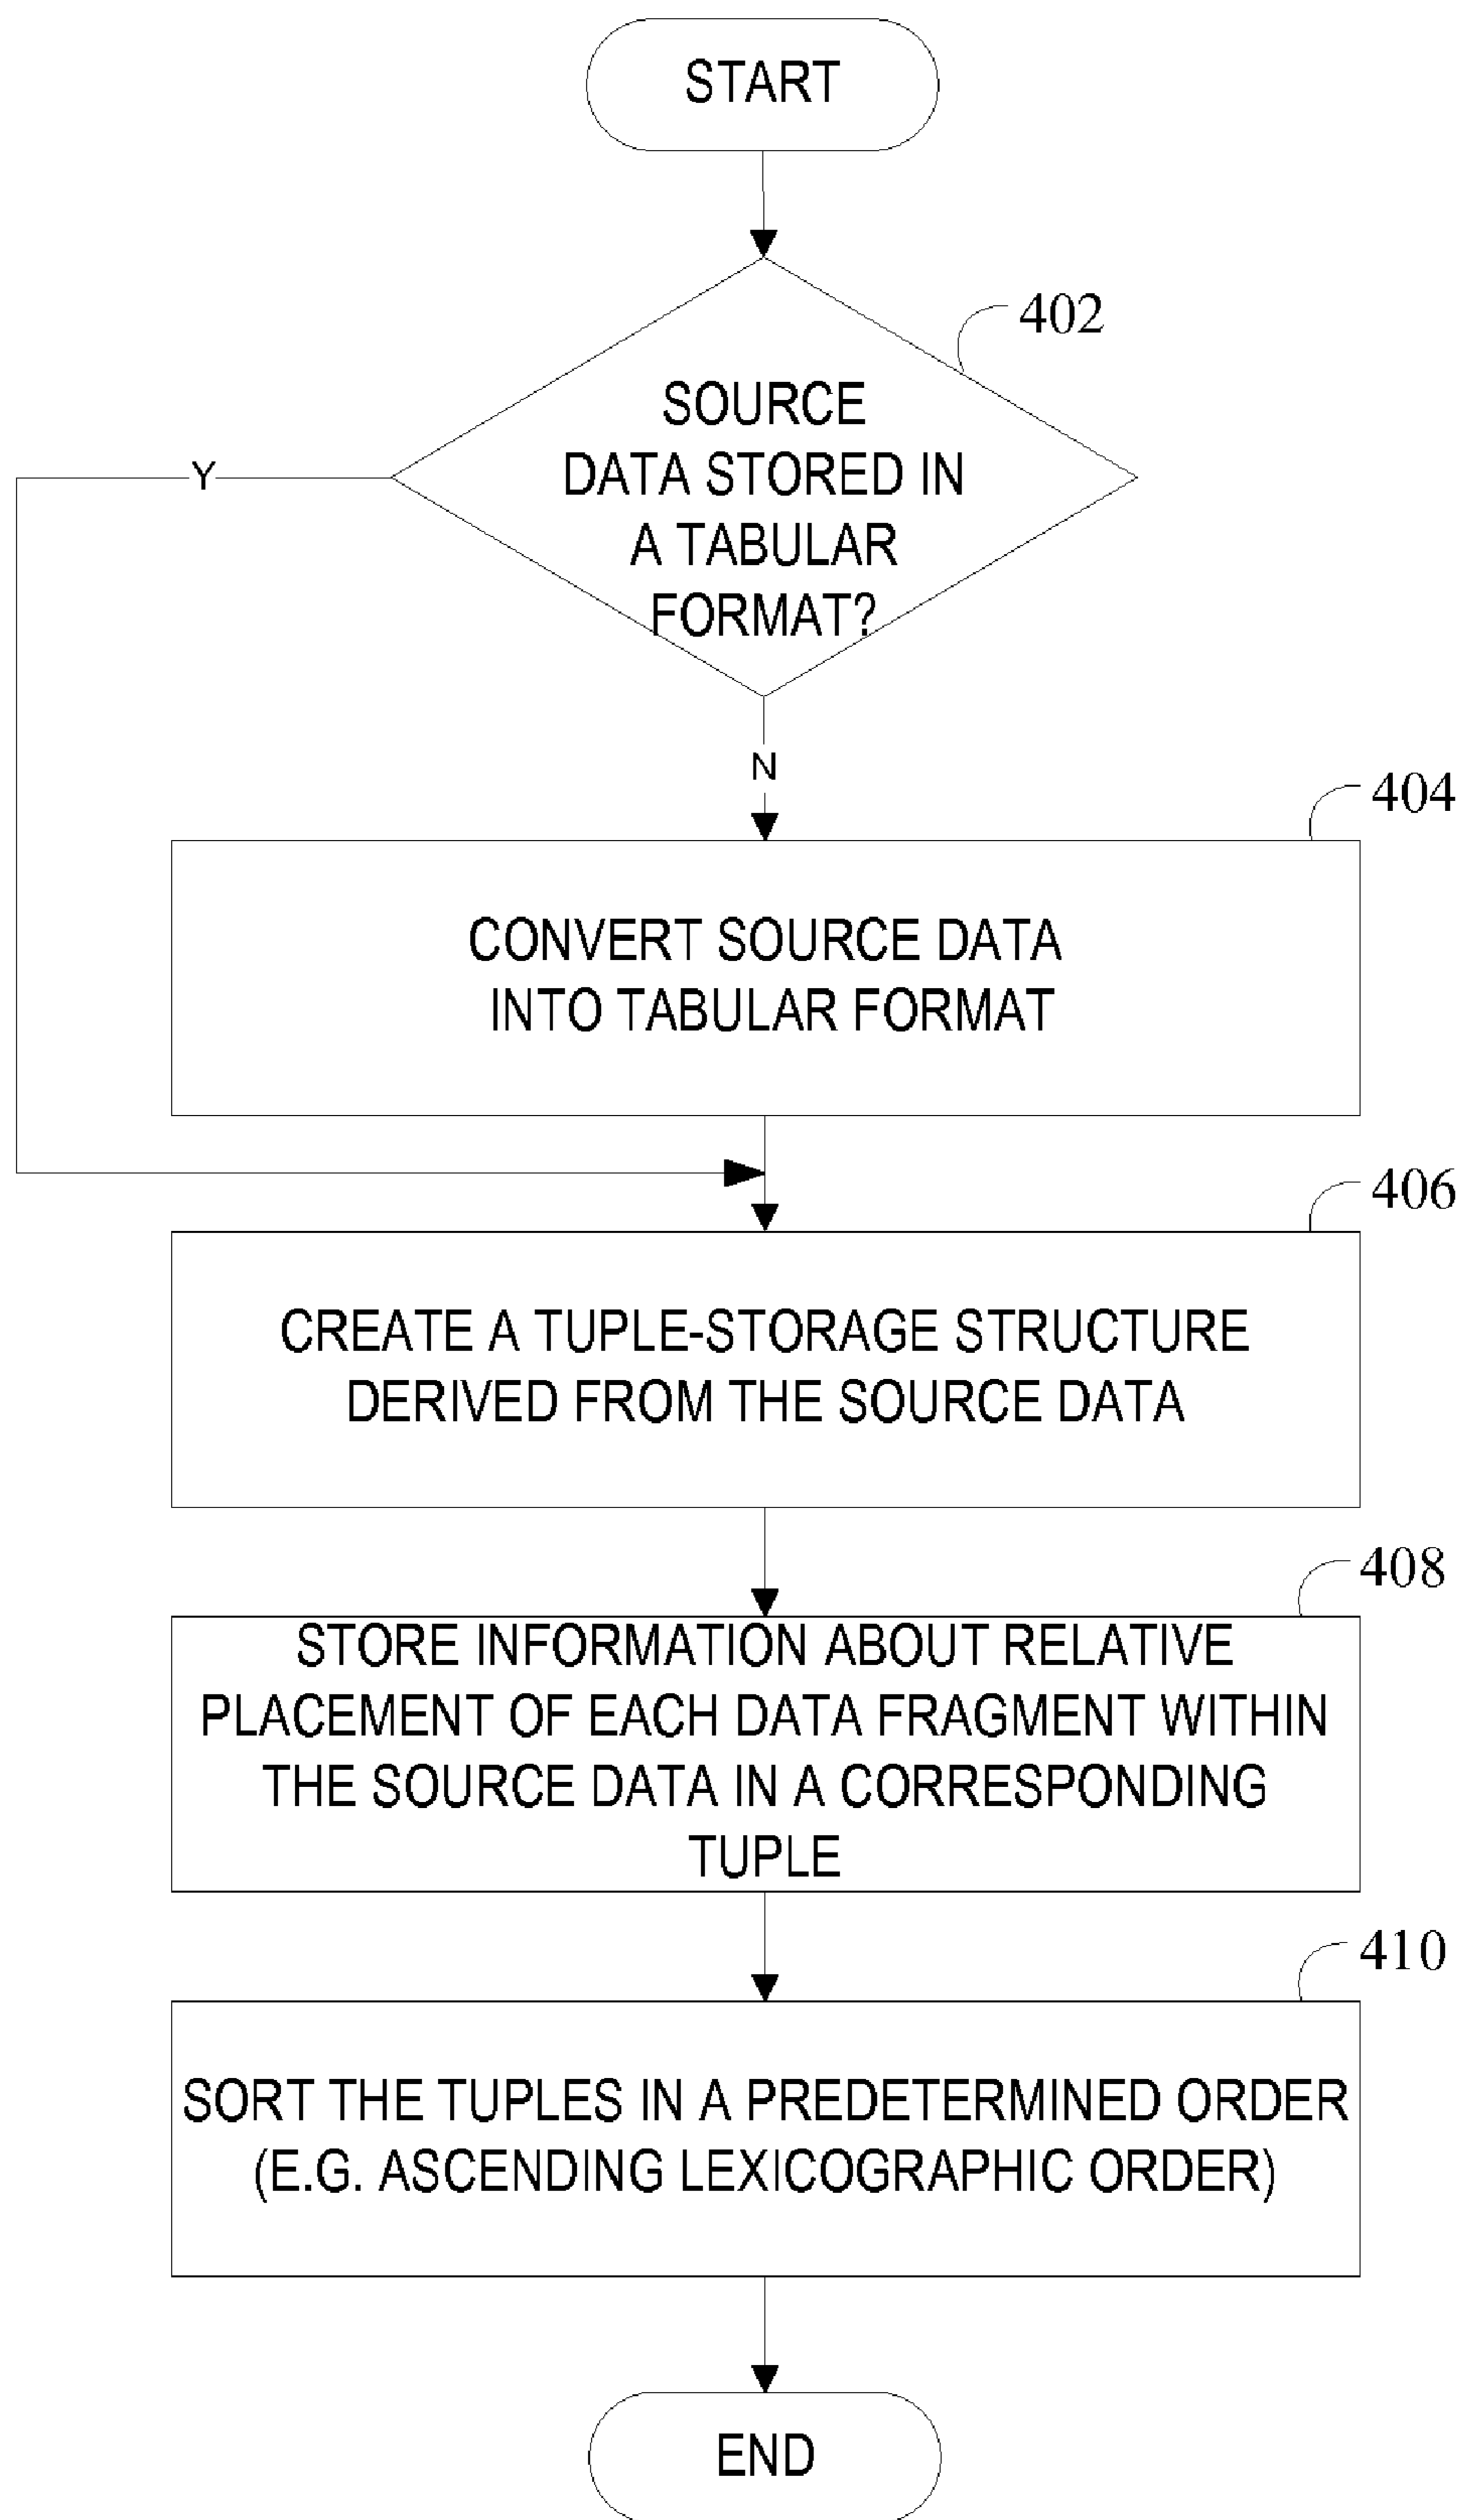 START
402
SOURCE
DATA STORED IN
A TABULAR
FORMAT?
Y
N
404
CONVERT SOURCE DATA
INTO TABULAR FORMAT
406
CREATE A TUPLE-STORAGE STRUCTURE
DERIVED FROM THE SOURCE DATA
408
STORE INFORMATION ABOUT RELATIVE
PLACEMENT OF EACH DATA FRAGMENT WITHIN
THE SOURCE DATA IN A CORRESPONDING
TUPLE
410
SORT THE TUPLES IN A PREDETERMINED ORDER
(E.G. ASCENDING LEXICOGRAPHIC ORDER)
END